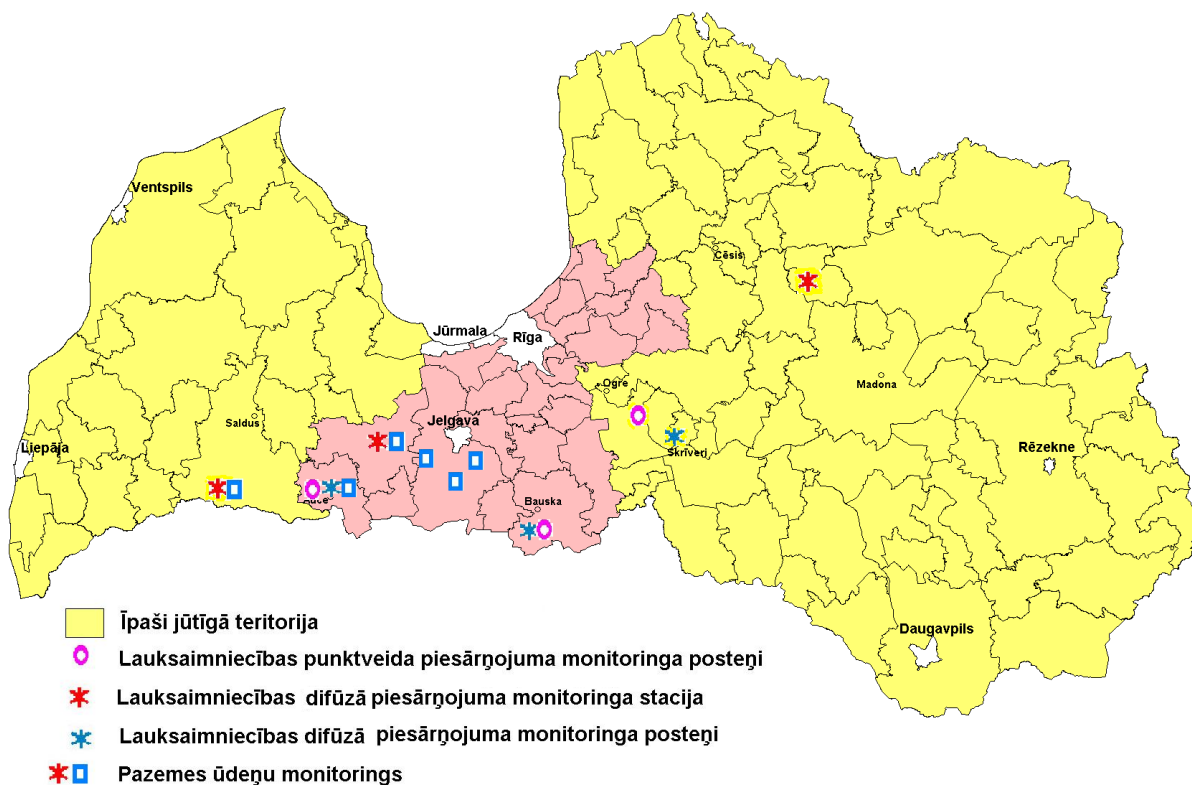 Ventspils
Cēsis
Jūrmala
Rīga
Ogre
Madona
Saldus
Jelgava
Liepāja
Skrīveri
Rēzekne
Auce
Bauska
Daugavpils
Īpaši jūtīgā teritorija
Lauksaimniecības punktveida piesārņojuma monitoringa posteņi
Lauksaimniecības difūzā piesārņojuma monitoringa stacija
Lauksaimniecības difūzā piesārņojuma monitoringa posteņi
Pazemes ūdeņu monitorings